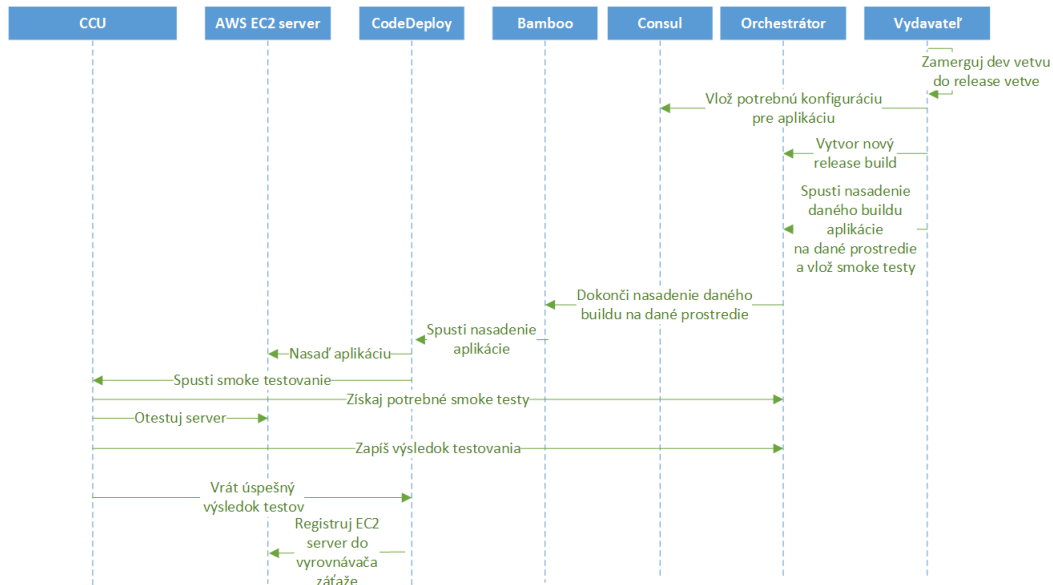 CCU
AWS EC2 server
CodeDeploy
Bamboo
Consul
Orchestrátor
Vydavateľ
Zamerguj dev vetvu
do release vetve
Vlož potrebnú konfiguráciu
pre aplikáciu
Vytvor nový
release build
Spusti nasadenie
daného buildu
aplikácie
na dané prostredie
a vlož smoke testy
Dokonči nasadenie daného
buildu na dané prostredie
Spusti nasadenie
aplikácie
Nasaď aplikáciu
Spusti smoke testovanie
Získaj potrebné smoke testy
Otestuj server
Zapíš výsledok testovania
Vrát úspešný
výsledok testov
Registruj EC2
server do
vyrovnávača
záťaže